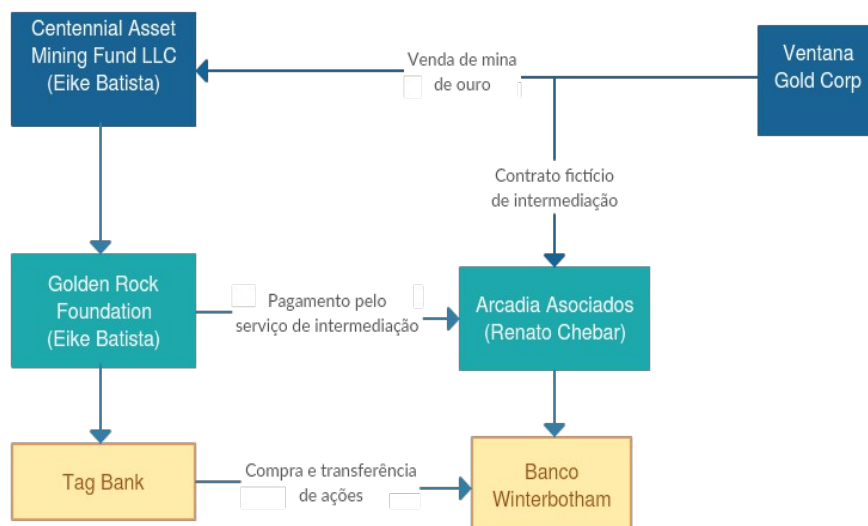 Centennial Asset
Mining Fund LLC
(Eike Batista)
Venda de mina
de ouro
Ventana
Gold Corp
Contrato fictício
de intermediação
Golden Rock
Foundation
(Eike Batista)
Pagamento pelo
serviço de intermediação
Arcadia Asociados
(Renato Chebar)
Tag Bank
Compra e transferência
de ações
Banco
Winterbotham